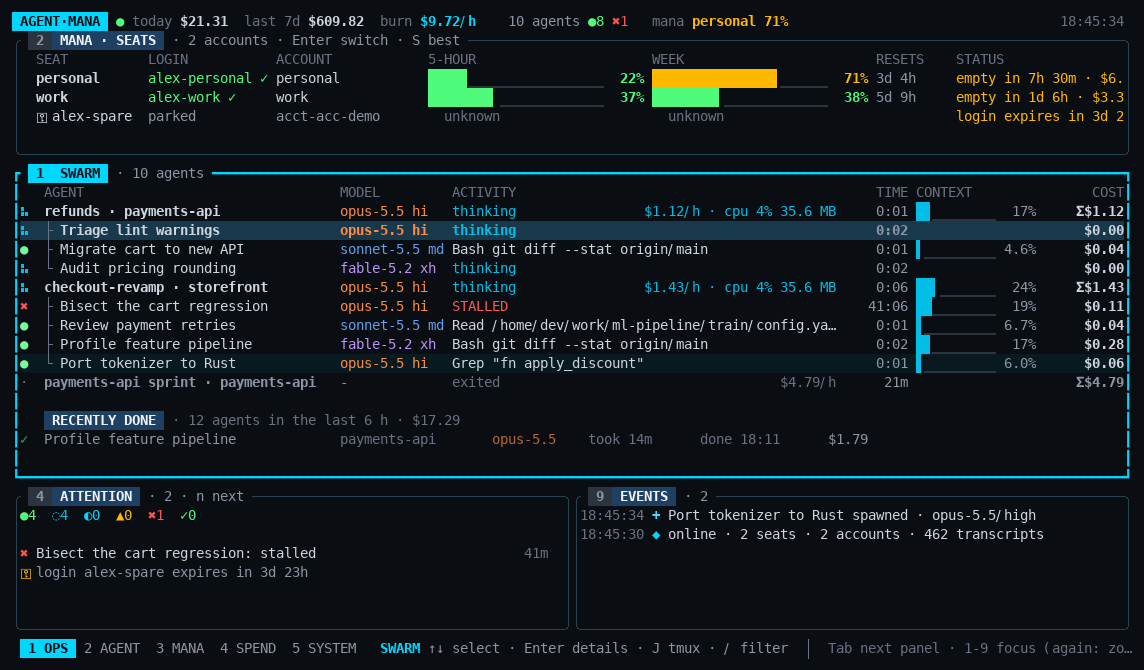 AGENT·MANA ● today $21.31 last 7d $609.82 burn $9.72/h 10 agents ●8 ✖1 mana personal 71% 18:45:34
2 MANA · SEATS · 2 accounts · Enter switch · S best
SEAT LOGIN ACCOUNT 5-HOUR WEEK RESETS STATUS
personal alex-personal ✓ personal 22% 71% 3d 4h empty in 7h 30m · $6.
work alex-work ✓ work 37% 38% 5d 9h empty in 1d 6h · $3.3
⚿ alex-spare parked acct-acc-demo unknown unknown login expires in 3d 2
1 SWARM · 10 agents
AGENT MODEL ACTIVITY TIME CONTEXT COST
refunds · payments-api opus-5.5 hi thinking $1.12/h · cpu 4% 35.6 MB 0:01 17% Σ$1.12
├ Triage lint warnings opus-5.5 hi thinking 0:02 $0.00
● ├ Migrate cart to new API sonnet-5.5 md Bash git diff --stat origin/main 0:01 4.6% $0.04
└ Audit pricing rounding fable-5.2 xh thinking 0:02 $0.00
checkout-revamp · storefront opus-5.5 hi thinking $1.43/h · cpu 4% 35.6 MB 0:06 24% Σ$1.43
✖ ├ Bisect the cart regression opus-5.5 hi STALLED 41:06 19% $0.11
● ├ Review payment retries sonnet-5.5 md Read /home/dev/work/ml-pipeline/train/config.ya… 0:01 6.7% $0.04
● ├ Profile feature pipeline fable-5.2 xh Bash git diff --stat origin/main 0:02 17% $0.28
● └ Port tokenizer to Rust opus-5.5 hi Grep "fn apply_discount" 0:01 6.0% $0.06
· payments-api sprint · payments-api - exited $4.79/h 21m Σ$4.79
RECENTLY DONE · 12 agents in the last 6 h · $17.29
✓ Profile feature pipeline payments-api opus-5.5 took 14m done 18:11 $1.79
4 ATTENTION · 2 · n next
●4 ◌4 ◐0 ▲0 ✖1 ✓0
✖ Bisect the cart regression: stalled 41m
⚿ login alex-spare expires in 3d 23h
9 EVENTS · 2
18:45:34 + Port tokenizer to Rust spawned · opus-5.5/high
18:45:30 ◆ online · 2 seats · 2 accounts · 462 transcripts
1 OPS 2 AGENT 3 MANA 4 SPEND 5 SYSTEM SWARM ↑↓ select · Enter details · J tmux · / filter │ Tab next panel · 1-9 focus (again: zo…